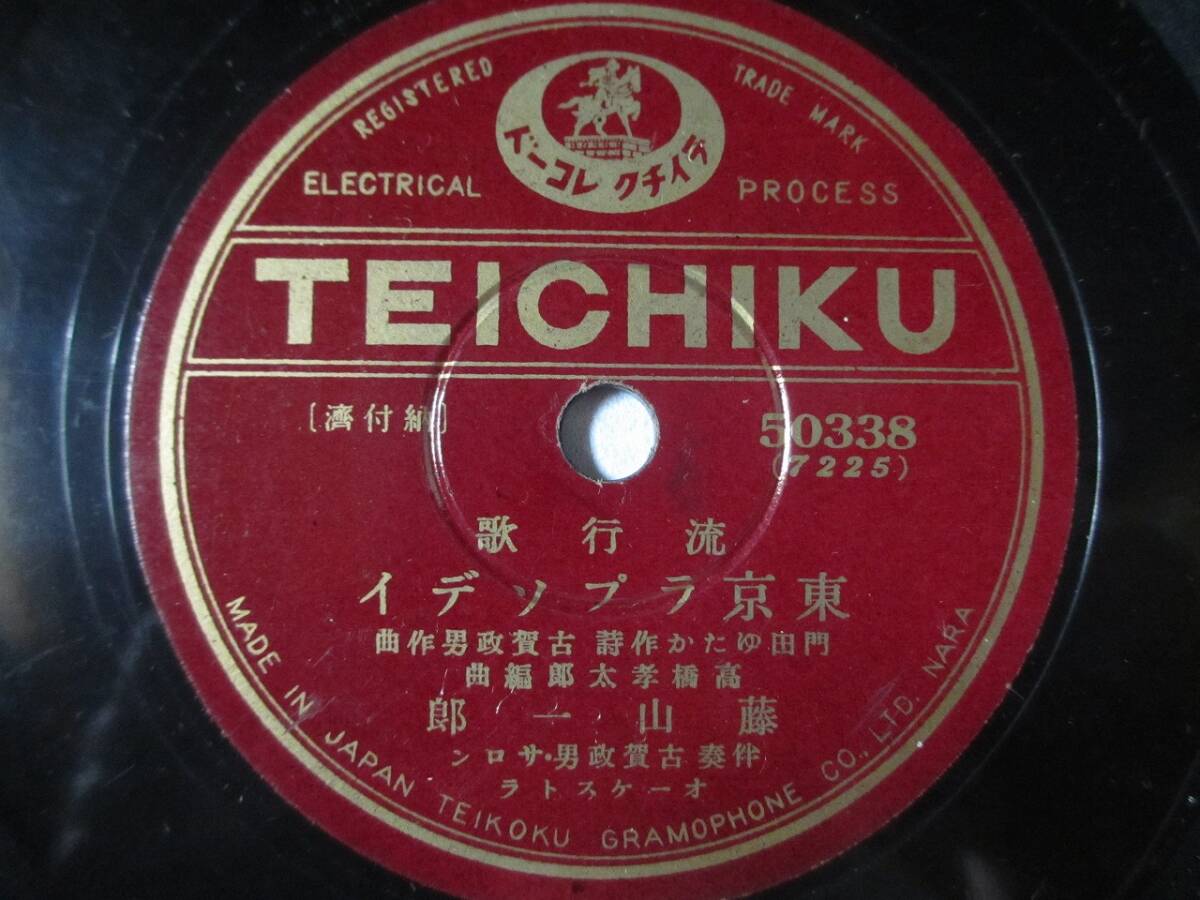 REGISTERED TRADE MARK
テイチクレコード
ELECTRICAL PROCESS
TEICHIKU
[納付濟]
50338
(7225)
流行歌
東京ラプソデイ
門田ゆたか作詩 古賀政男作曲
高橋孝太郎編曲
藤山一郎
伴奏古賀政男・サロン
オーケストラ
MADE IN JAPAN TEIKOKU GRAMOPHONE CO., LTD. NARA